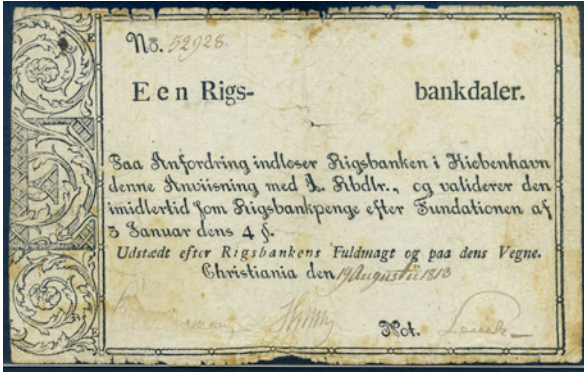 No. 52928.
Een Rigs- bankdaler.
Paa Anfordring indløser Rigsbanken i Kiøbenhavn
denne Anviisning med 1. Rbdlr., og validerer den
imidlertid som Rigsbankpenge efter Fundationen af
5 Januar dens 4 §.
Udstædt efter Rigsbankens Fuldmagt og paa dens Vegne.
Christiania den 19 Augusti 1813
Not.